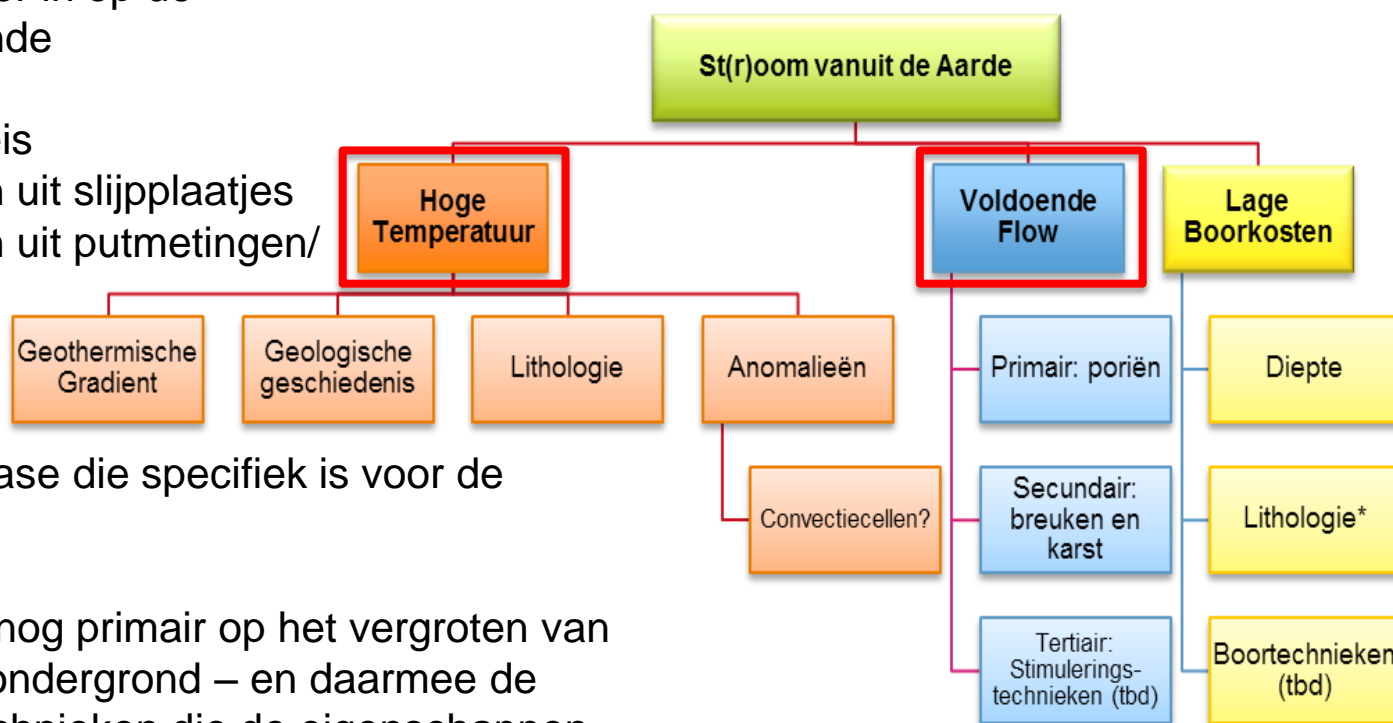 nde
eis
uit slijpplaatjes
uit putmetingen/
ase die specifiek is voor de
nog primair op het vergroten van
ondergrond – en daarmee de
St(r)oom vanuit de Aarde
Hoge
Temperatuur
Voldoende
Flow
Lage
Boorkosten
Geothermische
Gradient
Geologische
geschiedenis
Lithologie
Anomalieën
Convectiecellen?
Primair: poriën
Secundair:
breuken en
karst
Tertiair:
Stimulerings-
technieken (tbd)
Diepte
Lithologie*
Boortechnieken
(tbd)